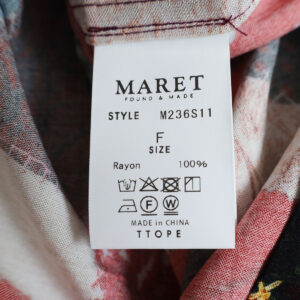 MARET
FOUND & MADE
STYLE M236S11
F
SIZE
Rayon 100%
F W
MADE in CHINA
TTOPE